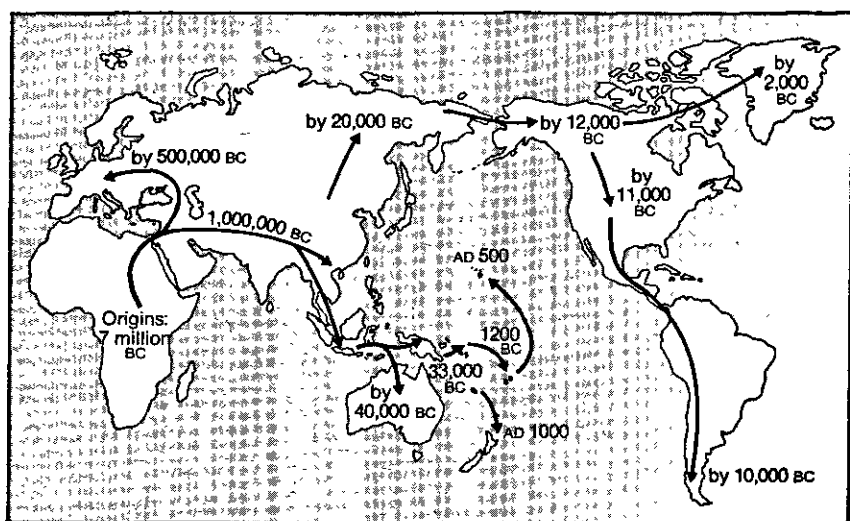 by
2,000
BC
by 20,000 BC
by 12,000
BC
by 500,000 BC
by
11,000
BC
1,000,000 BC
AD 500
Origins:
7 million
BC
1200
BC
33,000
BC
by
40,000 BC
AD 1000
by 10,000 BC